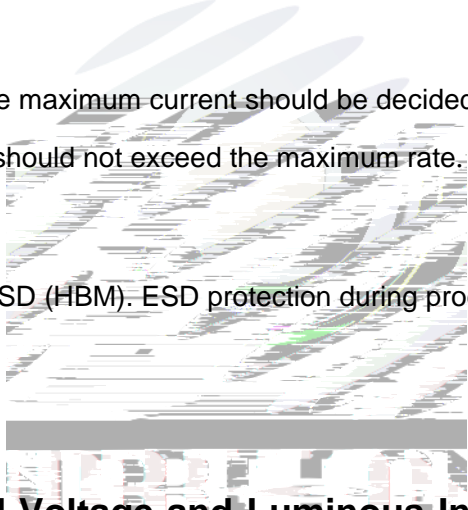 e maximum current should be decided
should not exceed the maximum rate.
SD (HBM). ESD protection during pro
Voltage and Luminous In